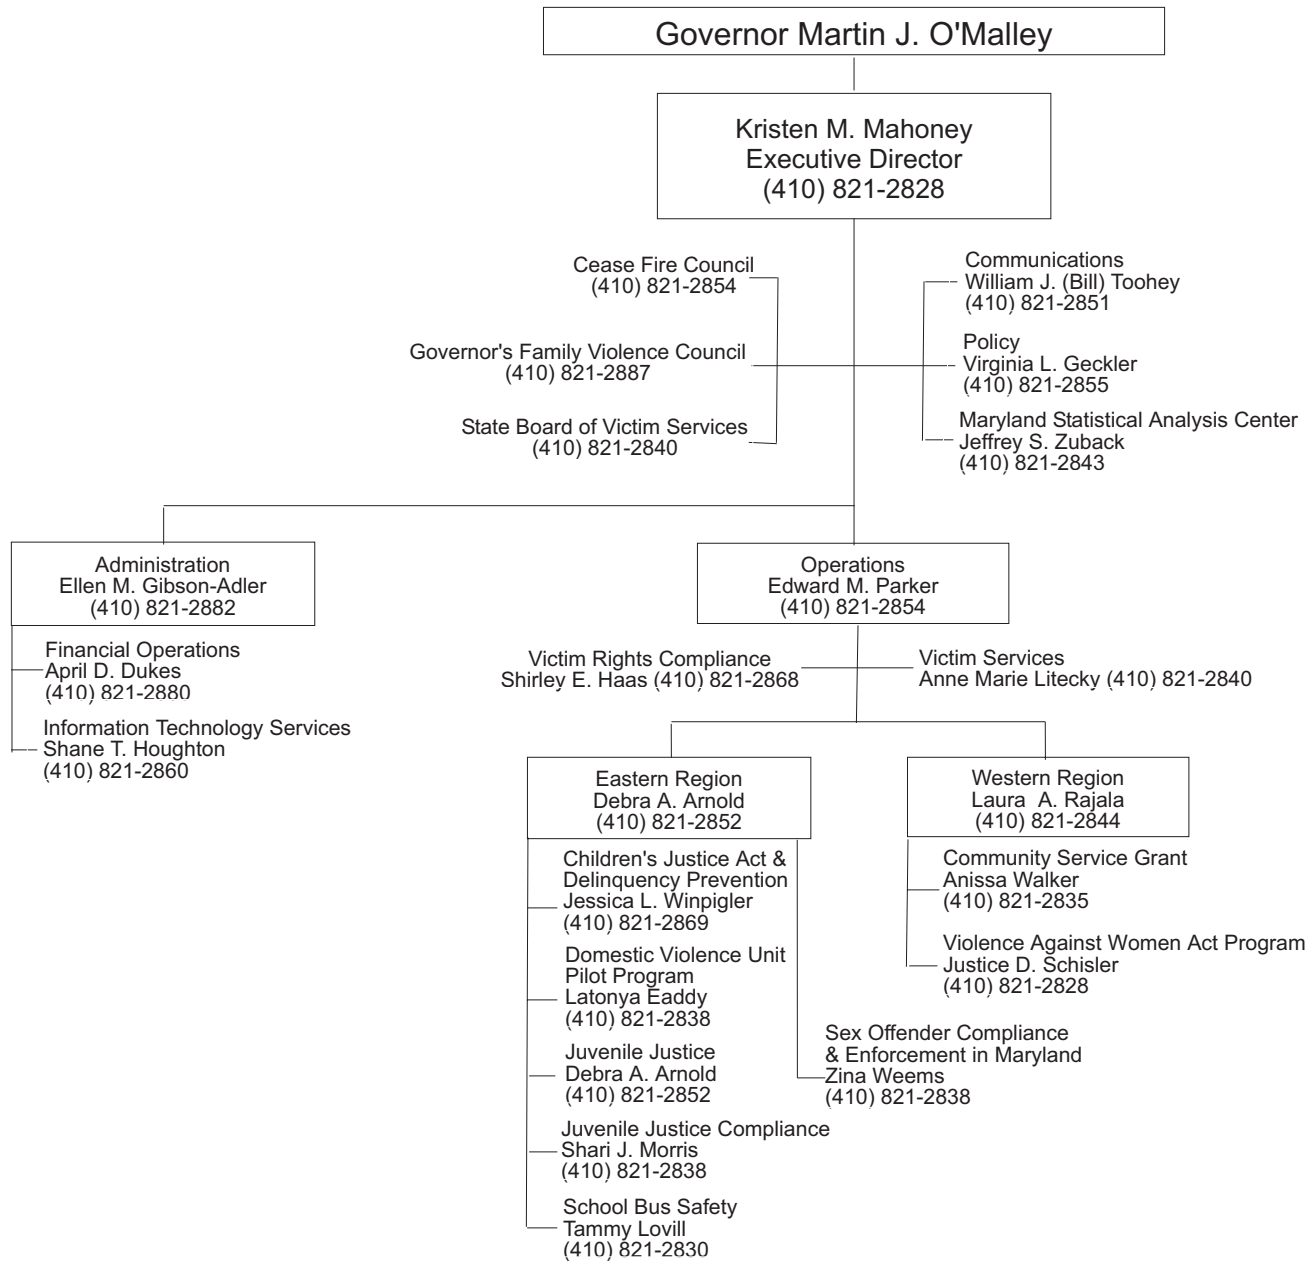 Governor Martin J. O'Malley
Kristen M. Mahoney
Executive Director
(410) 821-2828
Cease Fire Council
(410) 821-2854
Governor's Family Violence Council
(410) 821-2887
State Board of Victim Services
(410) 821-2840
Communications
William J. (Bill) Toohey
(410) 821-2851
Policy
Virginia L. Geckler
(410) 821-2855
Maryland Statistical Analysis Center
Jeffrey S. Zuback
(410) 821-2843
Administration
Ellen M. Gibson-Adler
(410) 821-2882
Financial Operations
April D. Dukes
(410) 821-2880
Information Technology Services
Shane T. Houghton
(410) 821-2860
Operations
Edward M. Parker
(410) 821-2854
Victim Rights Compliance
Shirley E. Haas (410) 821-2868
Victim Services
Anne Marie Litecky (410) 821-2840
Eastern Region
Debra A. Arnold
(410) 821-2852
Children's Justice Act &
Delinquency Prevention
Jessica L. Winpigler
(410) 821-2869
Domestic Violence Unit
Pilot Program
Latonya Eaddy
(410) 821-2838
Juvenile Justice
Debra A. Arnold
(410) 821-2852
Juvenile Justice Compliance
Shari J. Morris
(410) 821-2838
School Bus Safety
Tammy Lovill
(410) 821-2830
Sex Offender Compliance
& Enforcement in Maryland
Zina Weems
(410) 821-2838
Western Region
Laura A. Rajala
(410) 821-2844
Community Service Grant
Anissa Walker
(410) 821-2835
Violence Against Women Act Program
Justice D. Schisler
(410) 821-2828